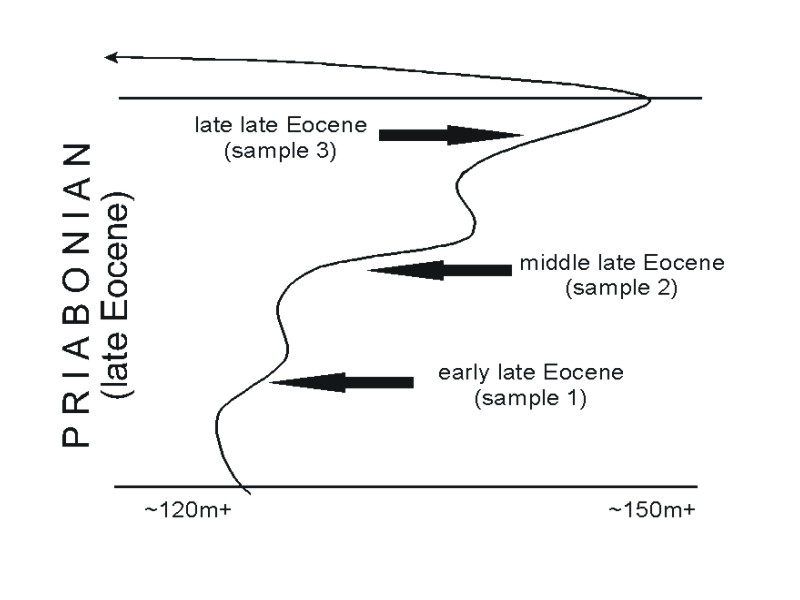 late late Eocene
(sample 3)
PRIABONIAN
(late Eocene)
middle late Eocene
(sample 2)
early late Eocene
(sample 1)
~120m+
~150m+